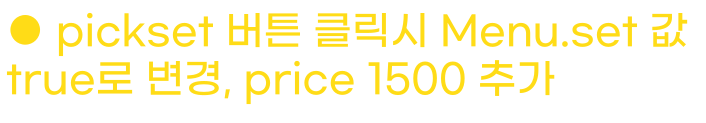 ● pickset 버튼 클릭시 Menu.set 값
true로 변경, price 1500 추가